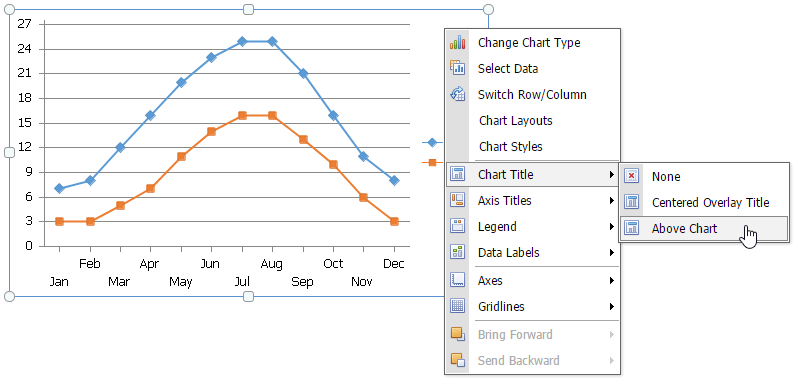 27
24
21
18
15
12
9
6
3
0
Feb Apr Jun Aug Oct Dec
Jan Mar May Jul Sep Nov
Change Chart Type
Select Data
Switch Row/Column
Chart Layouts
Chart Styles
Chart Title
Axis Titles
Legend
Data Labels
Axes
Gridlines
Bring Forward
Send Backward
None
Centered Overlay Title
Above Chart